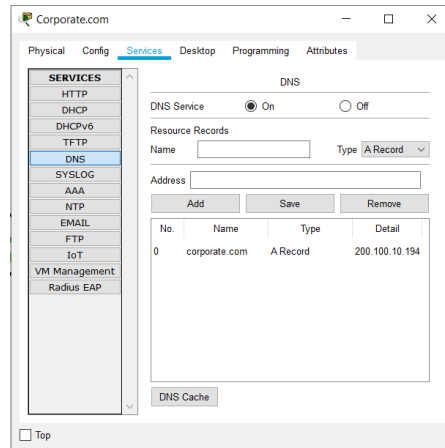 Corporate.com
Physical Config Services Desktop Programming Attributes
SERVICES
HTTP
DHCP
DHCPv6
TFTP
DNS
SYSLOG
AAA
NTP
EMAIL
FTP
IoT
VM Management
Radius EAP
DNS
DNS Service On Off
Resource Records
Name Type A Record
Address
Add Save Remove
No. Name Type Detail
0 corporate.com A Record 200.100.10.194
DNS Cache
Top